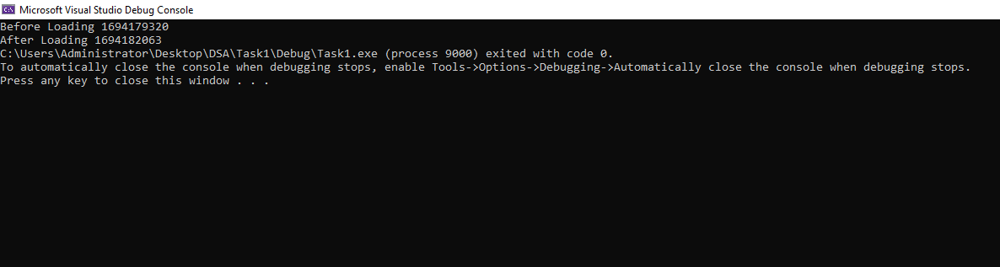 Microsoft Visual Studio Debug Console
Before Loading 1694179320
After Loading 1694182063
C:\Users\Administrator\Desktop\DSA\Task1\Debug\Task1.exe (process 9000) exited with code 0.
To automatically close the console when debugging stops, enable Tools->Options->Debugging->Automatically close the console when debugging stops.
Press any key to close this window . . .